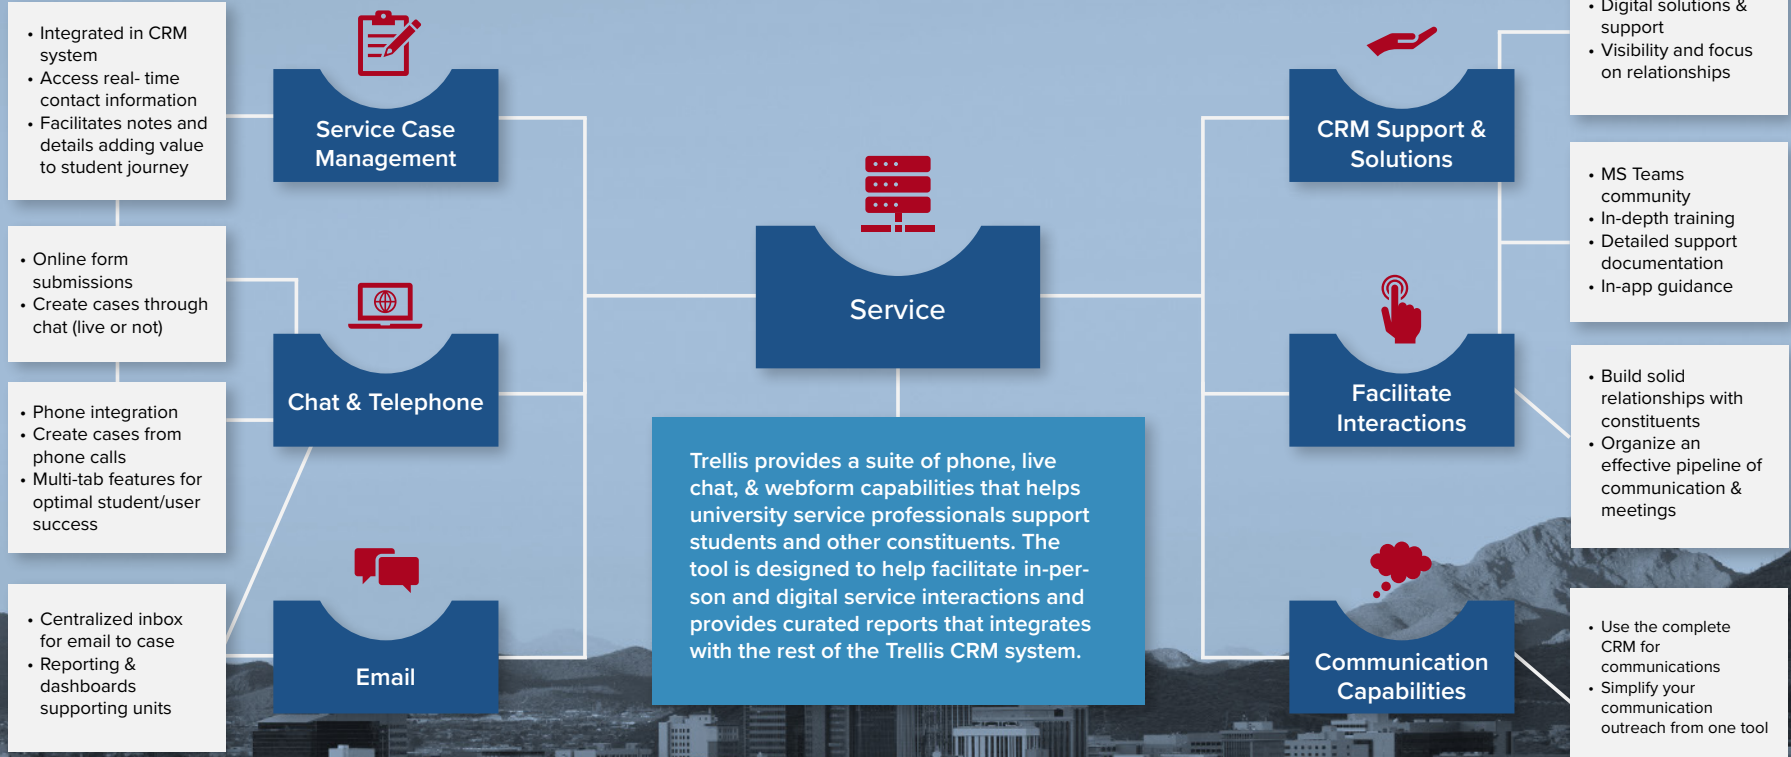 • Integrated in CRM
system
• Access real- time
contact information
• Facilitates notes and
details adding value
to student journey
• Online form
submissions
• Create cases through
chat (live or not)
• Phone integration
• Create cases from
phone calls
• Multi-tab features for
optimal student/user
success
• Centralized inbox
for email to case
• Reporting &
dashboards
supporting units
Service Case
Management
Chat & Telephone
Email
Service
Trellis provides a suite of phone, live
chat, & webform capabilities that helps
university service professionals support
students and other constituents. The
tool is designed to help facilitate in-per-
son and digital service interactions and
provides curated reports that integrates
with the rest of the Trellis CRM system.
CRM Support &
Solutions
Facilitate
Interactions
Communication
Capabilities
• Digital solutions &
support
• Visibility and focus
on relationships
• MS Teams
community
• In-depth training
• Detailed support
documentation
• In-app guidance
• Build solid
relationships with
constituents
• Organize an
effective pipeline of
communication &
meetings
• Use the complete
CRM for
communications
• Simplify your
communication
outreach from one tool